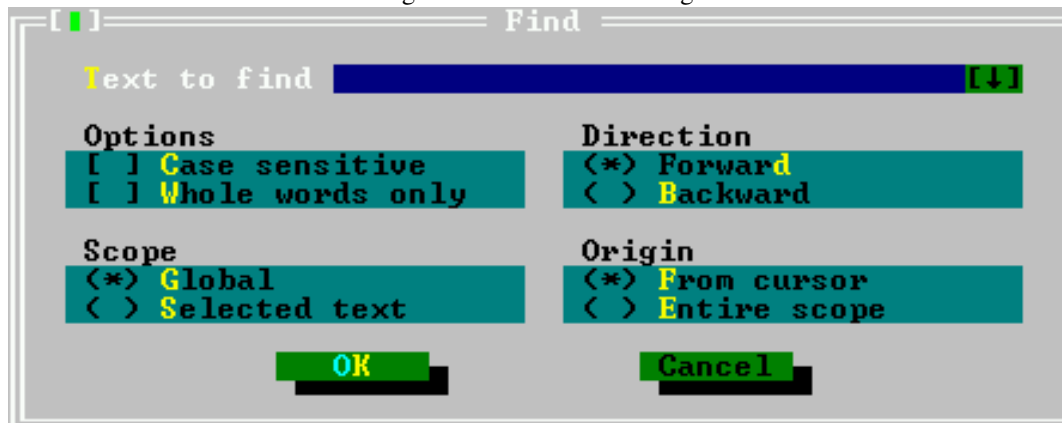 [▮] Find
Text to find [↓]
Options Direction
[ ] Case sensitive (*) Forward
[ ] Whole words only ( ) Backward
Scope Origin
(*) Global (*) From cursor
( ) Selected text ( ) Entire scope
OK Cancel